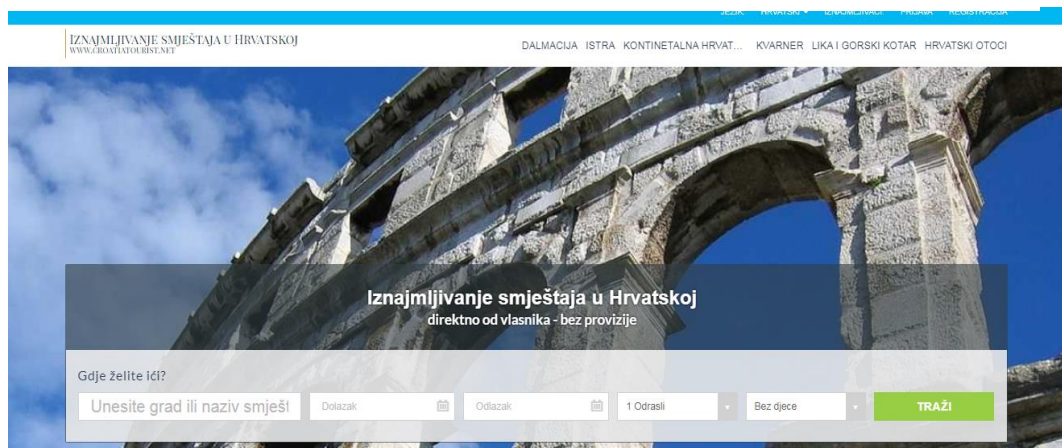 JEZIK: HRVATSKI IZNAJMLJIVAČI: PRIJAVA REGISTRACIJA
IZNAJMLJIVANJE SMJEŠTAJA U HRVATSKOJ
WWW.CROATIATOURIST.NET
DALMACIJA ISTRA KONTINETALNA HRVAT... KVARNER LIKA I GORSKI KOTAR HRVATSKI OTOCI
Iznajmljivanje smještaja u Hrvatskoj
direktno od vlasnika - bez provizije
Gdje želite ići?
Unesite grad ili naziv smješt
Dolazak
Odlazak
1 Odrasli
Bez djece
TRAŽI